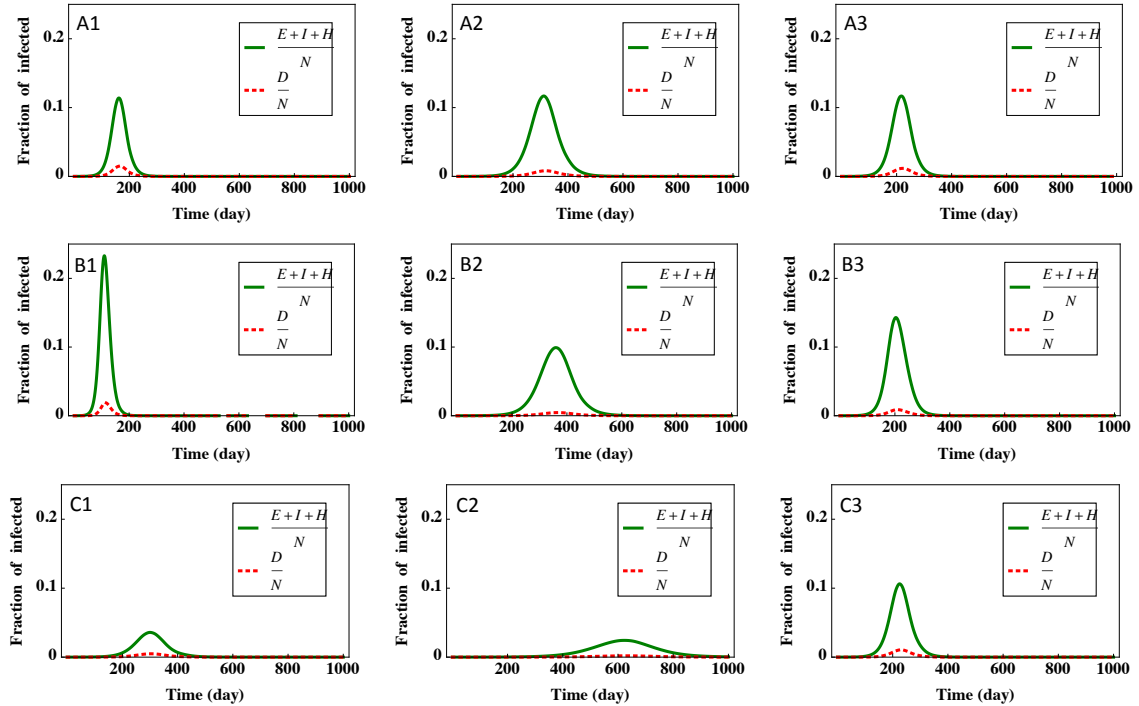 A1
Fraction of infected
0.2
0.1
0
E + I + H
N
D
N
200 400 600 800 1000
Time (day)
A2
Fraction of infected
0.2
0.1
0
E + I + H
N
D
N
200 400 600 800 1000
Time (day)
A3
Fraction of infected
0.2
0.1
0
E + I + H
N
D
N
200 400 600 800 1000
Time (day)
B1
Fraction of infected
0.2
0.1
0
E + I + H
N
D
N
200 400 600 800 1000
Time (day)
B2
Fraction of infected
0.2
0.1
0
E + I + H
N
D
N
200 400 600 800 1000
Time (day)
B3
Fraction of infected
0.2
0.1
0
E + I + H
N
D
N
200 400 600 800 1000
Time (day)
C1
Fraction of infected
0.2
0.1
0
E + I + H
N
D
N
200 400 600 800 1000
Time (day)
C2
Fraction of infected
0.2
0.1
0
E + I + H
N
D
N
200 400 600 800 1000
Time (day)
C3
Fraction of infected
0.2
0.1
0
E + I + H
N
D
N
200 400 600 800 1000
Time (day)